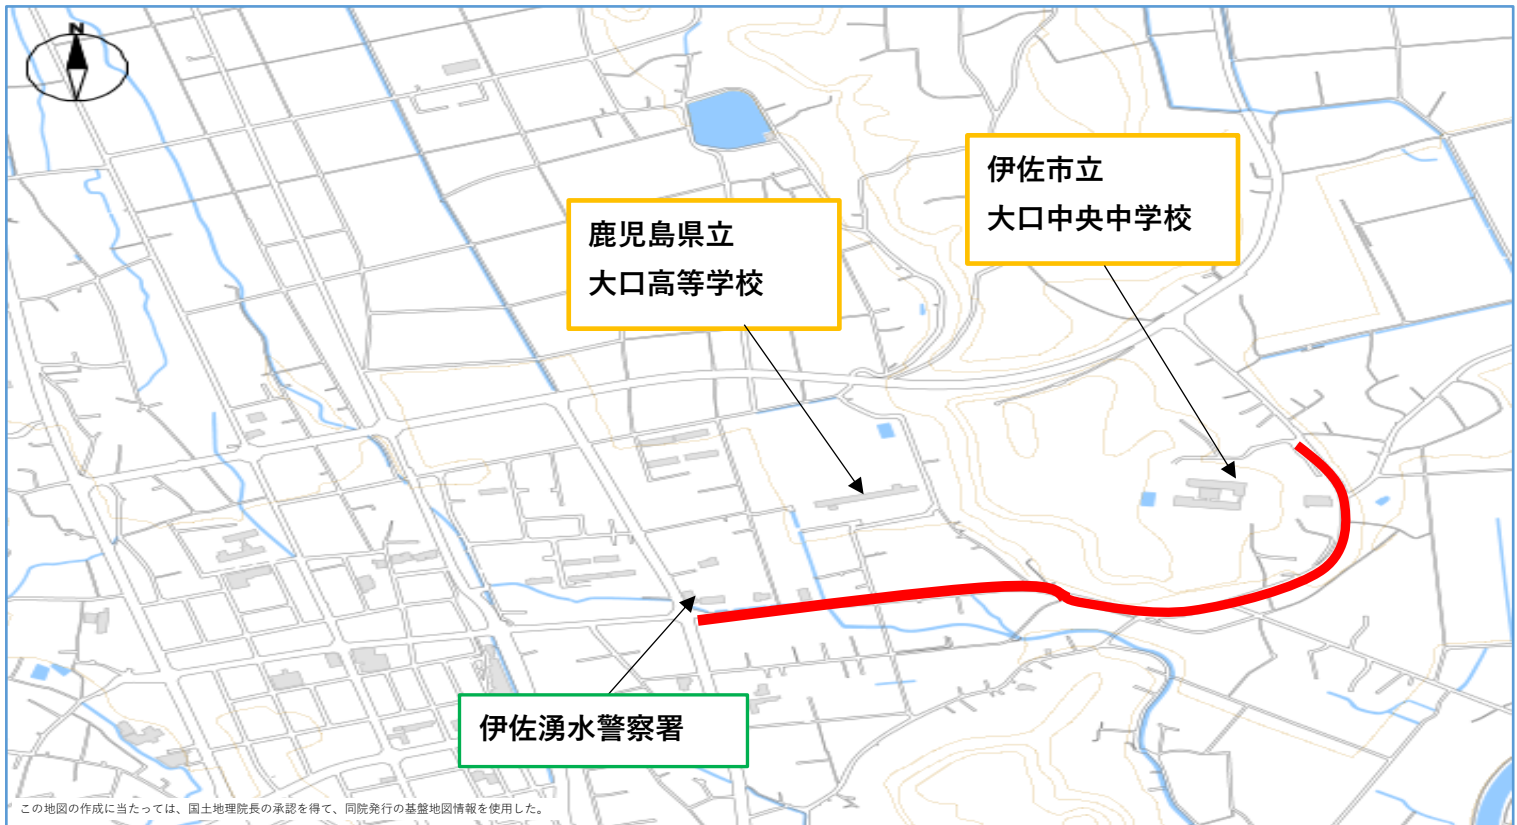 N
伊佐市立
大口中央中学校
鹿児島県立
大口高等学校
伊佐湧水警察署
この地図の作成に当たっては、国土地理院長の承認を得て、同院発行の基盤地図情報を使用した。